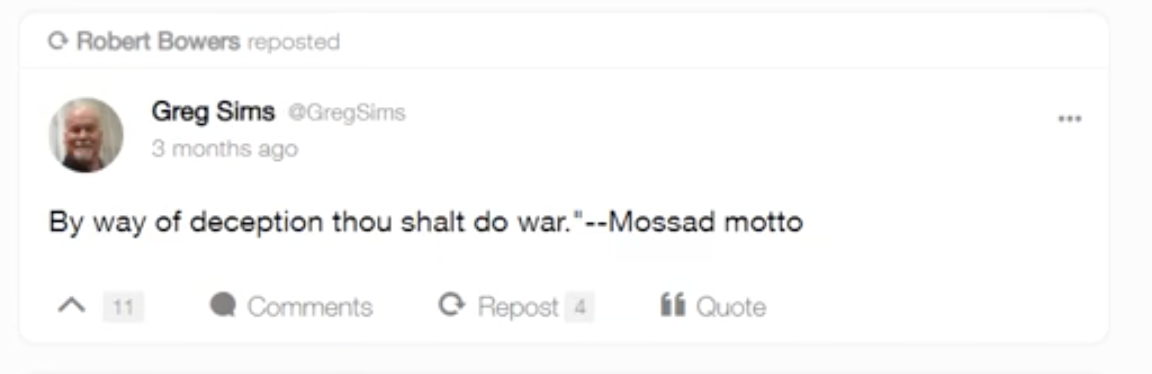 Robert Bowers reposted
Greg Sims @GregSims
3 months ago
By way of deception thou shalt do war."--Mossad motto
11 Comments Repost 4 Quote